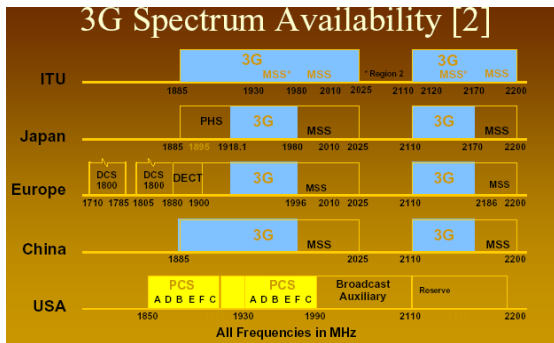 3G Spectrum Availability [2]
3G 3G
ITU MSS* MSS *Region 2 MSS* MSS
1885 1930 1980 2010 2025 2110 2120 2170 2200
PHS 3G 3G
Japan MSS MSS
1885 1895 1918.1 1980 2010 2025 2110 2170 2200
DCS DCS DECT 3G 3G
1800 1800 MSS MSS
Europe
1710 1785 1805 1880 1900 1996 2010 2025 2110 2186 2200
3G 3G
China MSS MSS
1885 2025 2110 2200
PCS PCS Broadcast Reserve
A D B E F C A D B E F C Auxiliary
USA
1850 1930 1990 2110 2200
All Frequencies in MHz